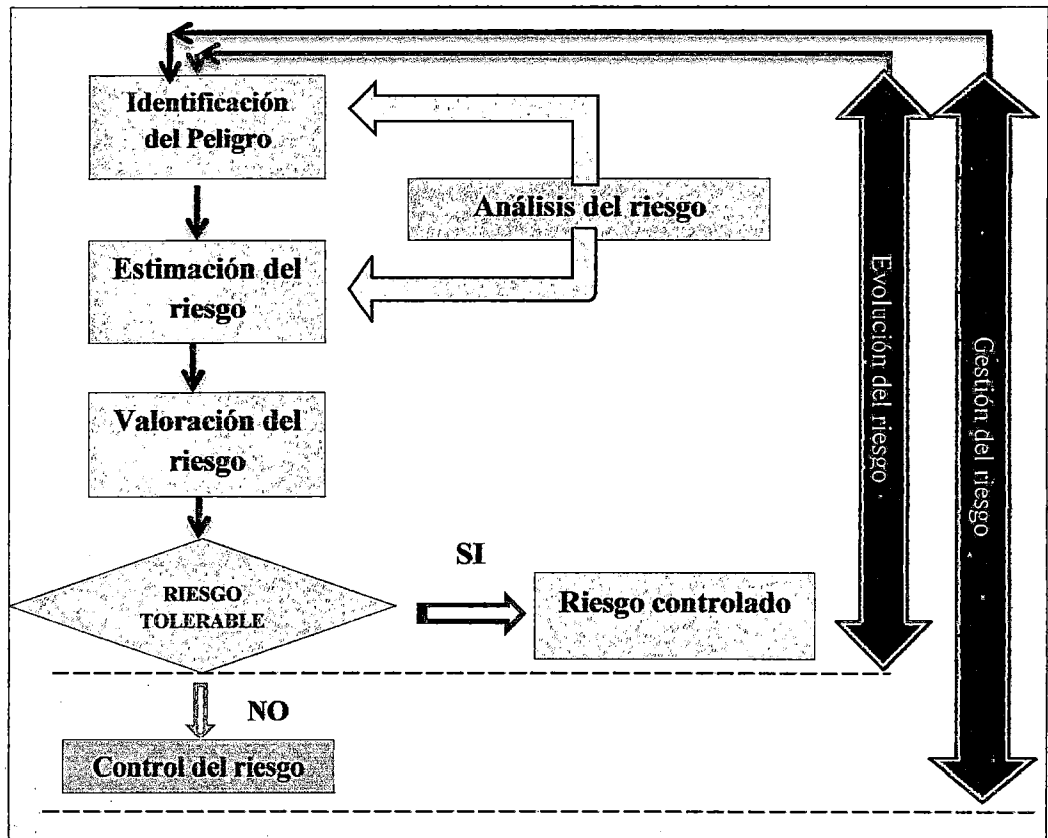 Identificación
del Peligro
Análisis del riesgo
Estimación del
riesgo
Valoración del
riesgo
RIESGO
TOLERABLE
SI
Riesgo controlado
NO
Control del riesgo
Evolución del riesgo
Gestión del riesgo